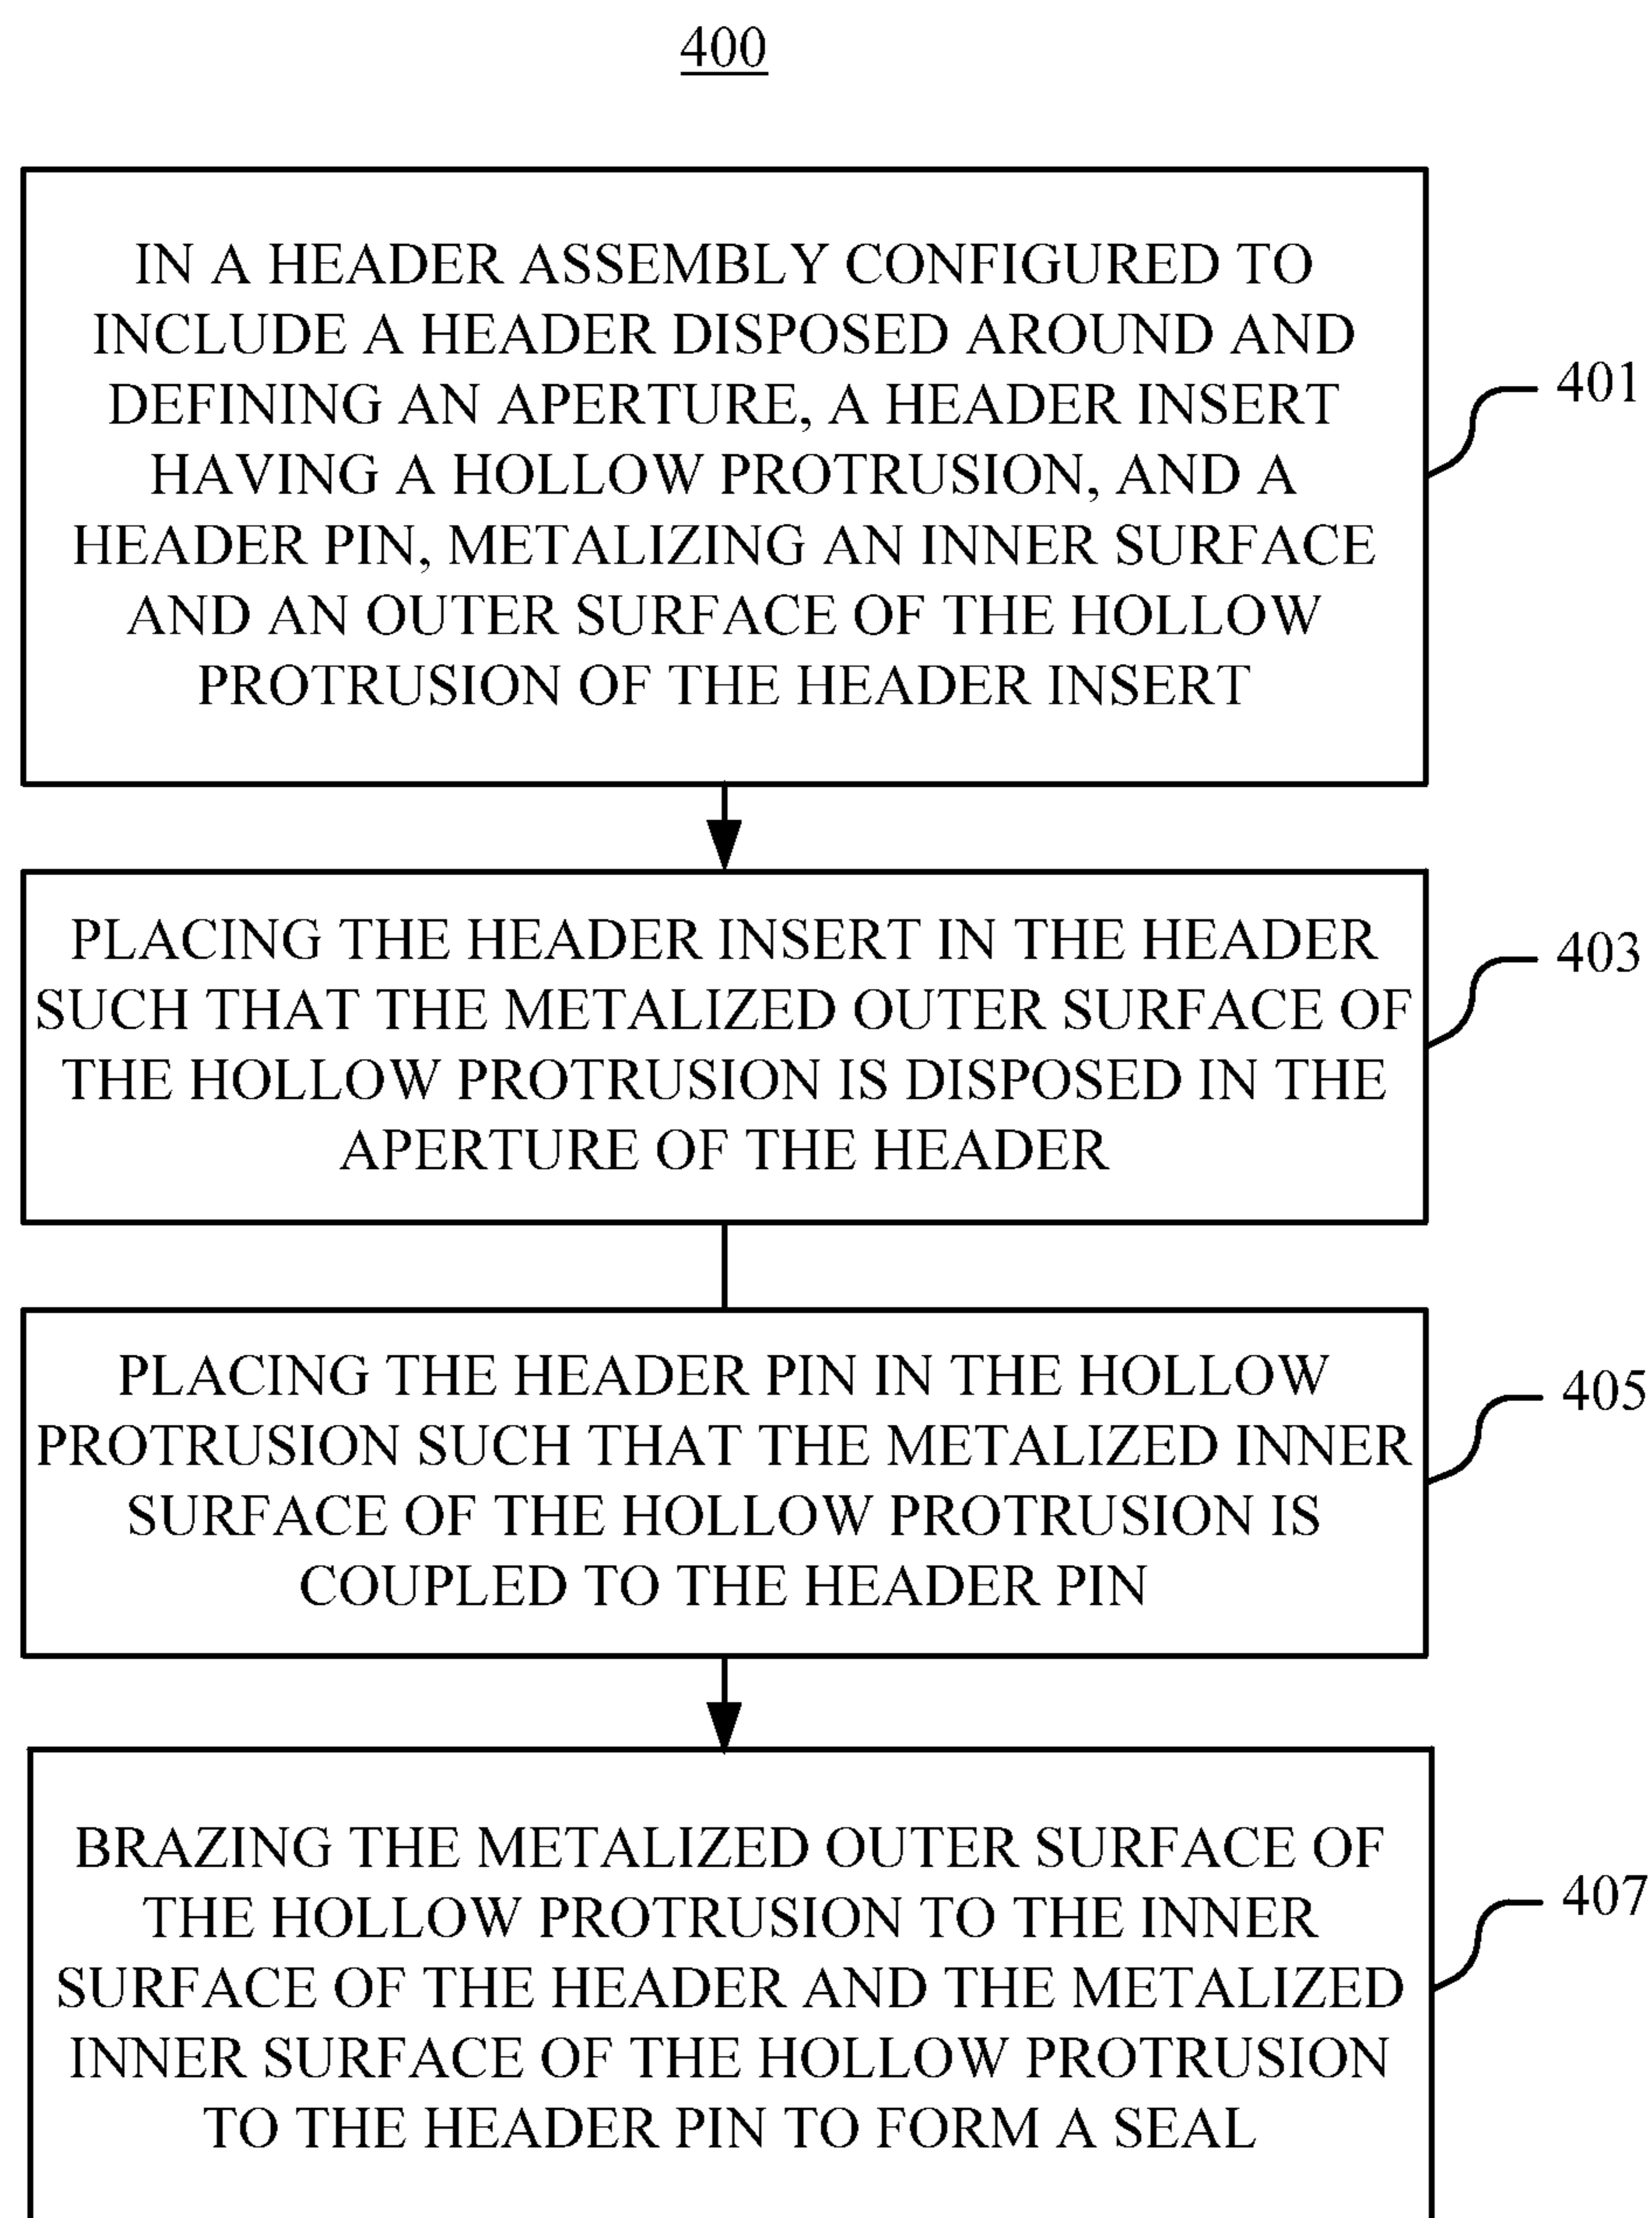 400
IN A HEADER ASSEMBLY CONFIGURED TO
INCLUDE A HEADER DISPOSED AROUND AND
DEFINING AN APERTURE, A HEADER INSERT
HAVING A HOLLOW PROTRUSION, AND A
HEADER PIN, METALIZING AN INNER SURFACE
AND AN OUTER SURFACE OF THE HOLLOW
PROTRUSION OF THE HEADER INSERT
401
PLACING THE HEADER INSERT IN THE HEADER
SUCH THAT THE METALIZED OUTER SURFACE OF
THE HOLLOW PROTRUSION IS DISPOSED IN THE
APERTURE OF THE HEADER
403
PLACING THE HEADER PIN IN THE HOLLOW
PROTRUSION SUCH THAT THE METALIZED INNER
SURFACE OF THE HOLLOW PROTRUSION IS
COUPLED TO THE HEADER PIN
405
BRAZING THE METALIZED OUTER SURFACE OF
THE HOLLOW PROTRUSION TO THE INNER
SURFACE OF THE HEADER AND THE METALIZED
INNER SURFACE OF THE HOLLOW PROTRUSION
TO THE HEADER PIN TO FORM A SEAL
407